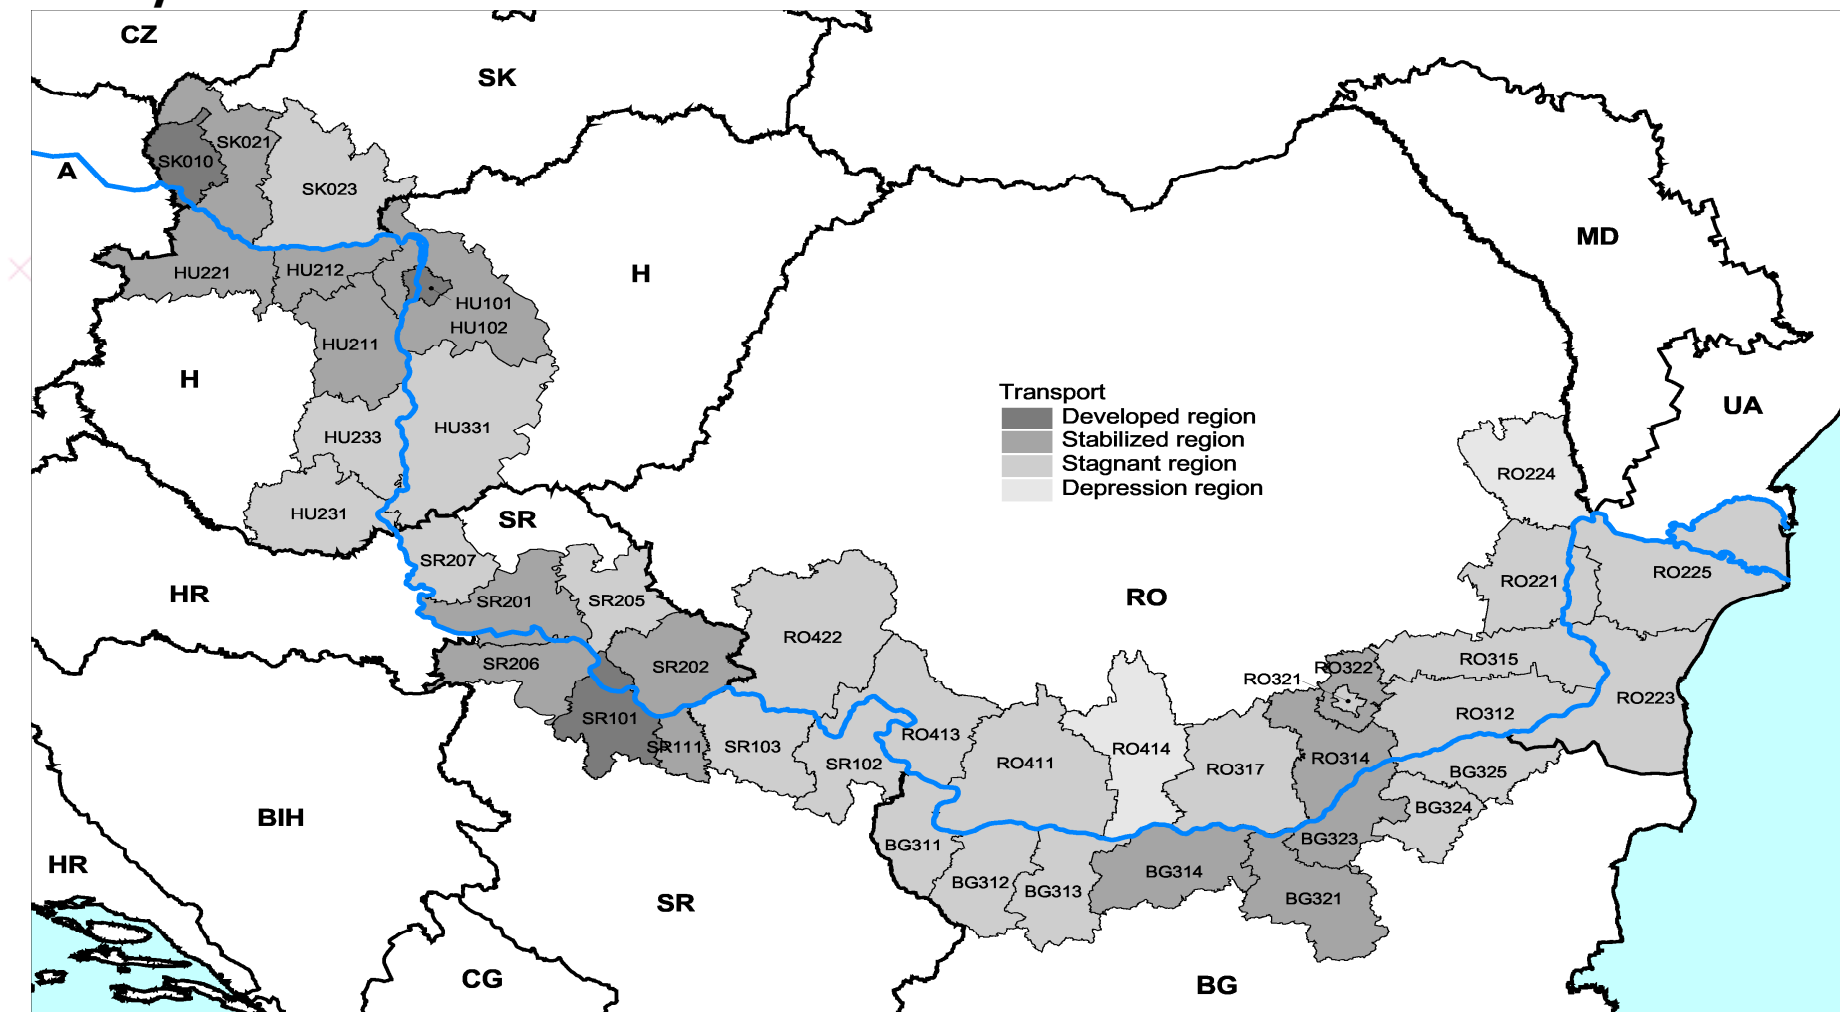 CZ
SK
SK021
SK010
A
SK023
MD
HU221
HU212
H
HU101
HU102
HU211
H
Transport
Developed region
Stabilized region
Stagnant region
Depression region
UA
HU233
HU331
RO224
HU231
SR
SR207
RO225
RO221
HR
SR201
SR205
RO
RO422
SR206
SR202
RO315
RO322
RO321
RO223
SR101
RO312
RO413
SR111
SR103
RO414
RO411
SR102
RO317
RO314
BG325
BG324
BIH
BG311
BG323
HR
BG314
BG312
BG313
BG321
SR
CG
BG